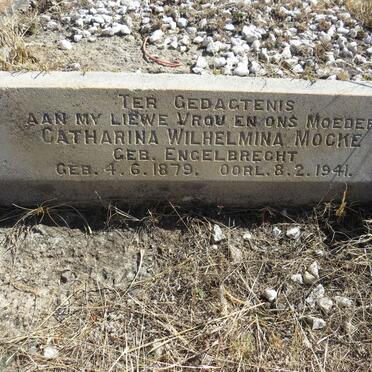 TER GEDAGTENIS
AAN MY LIEWE VROU EN ONS MOEDER
CATHARINA WILHELMINA MOCKE
GEB. ENGELBRECHT
GEB. 4.6.1879. OORL. 8.2.1941.